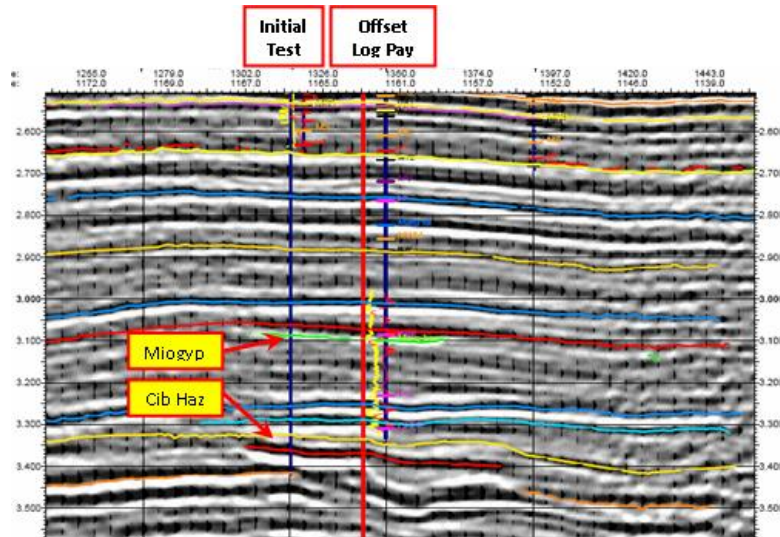 Initial
Test
Offset
Log Pay
e: 1255.0 1279.0 1302.0 1326.0 1350.0 1374.0 1397.0 1420.0 1443.0
e: 1172.0 1169.0 1167.0 1165.0 1160.0 1157.0 1152.0 1146.0 1139.0
2.600
2.700
2.800
2.900
3.000
3.100
Miogyp
3.200
Cib Haz
3.300
3.400
3.500